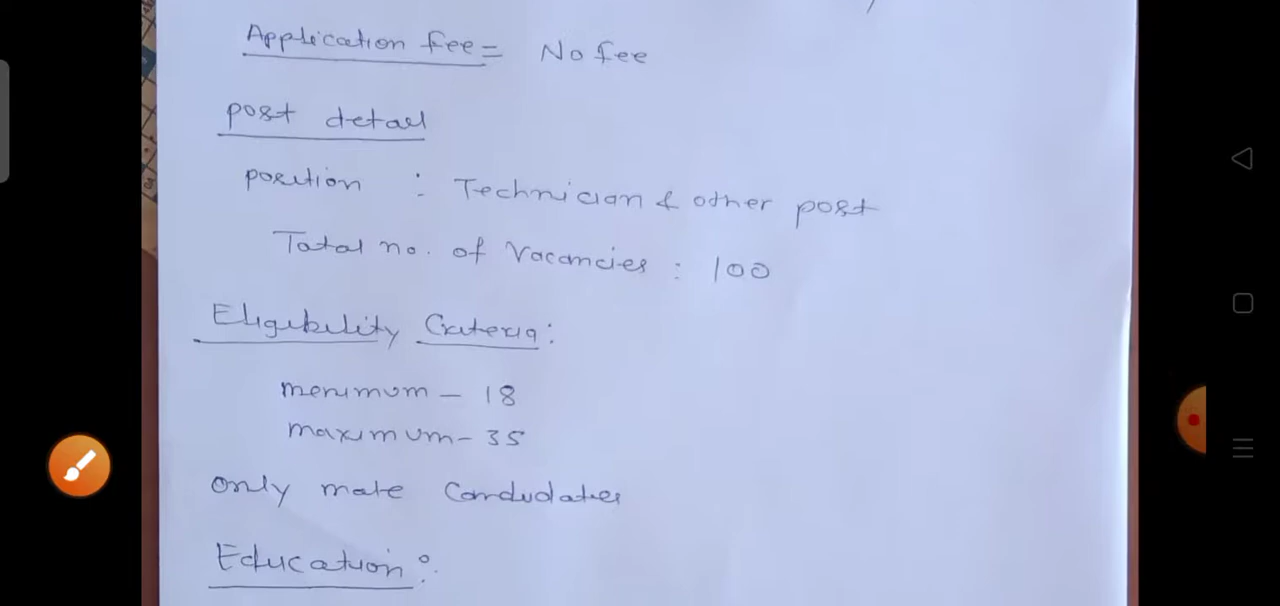 Application fee = No fee
post detail
position : Technician & other post
Total no. of Vacancies : 100
Eligibility Criteria:
menimum - 18
maximum - 35
only male Candidates
Education :